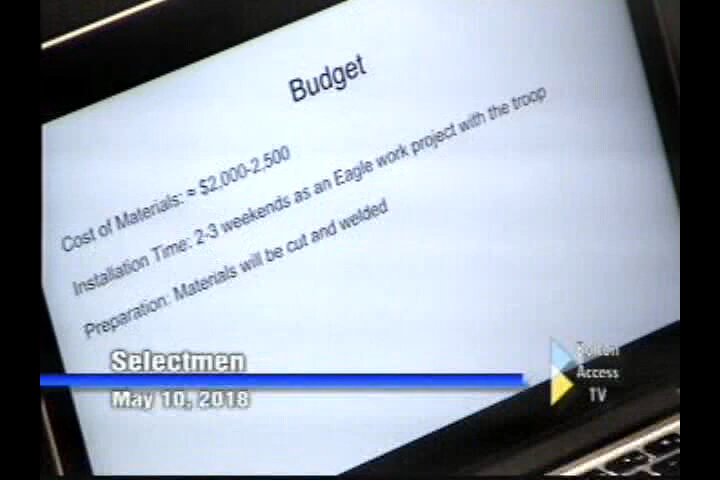 Budget
Cost of Materials: ≈ $2,000-2,500
Installation Time: 2-3 weekends as an Eagle work project with the troop
Preparation: Materials will be cut and welded
Selectmen
May 10, 2018
Access
TV